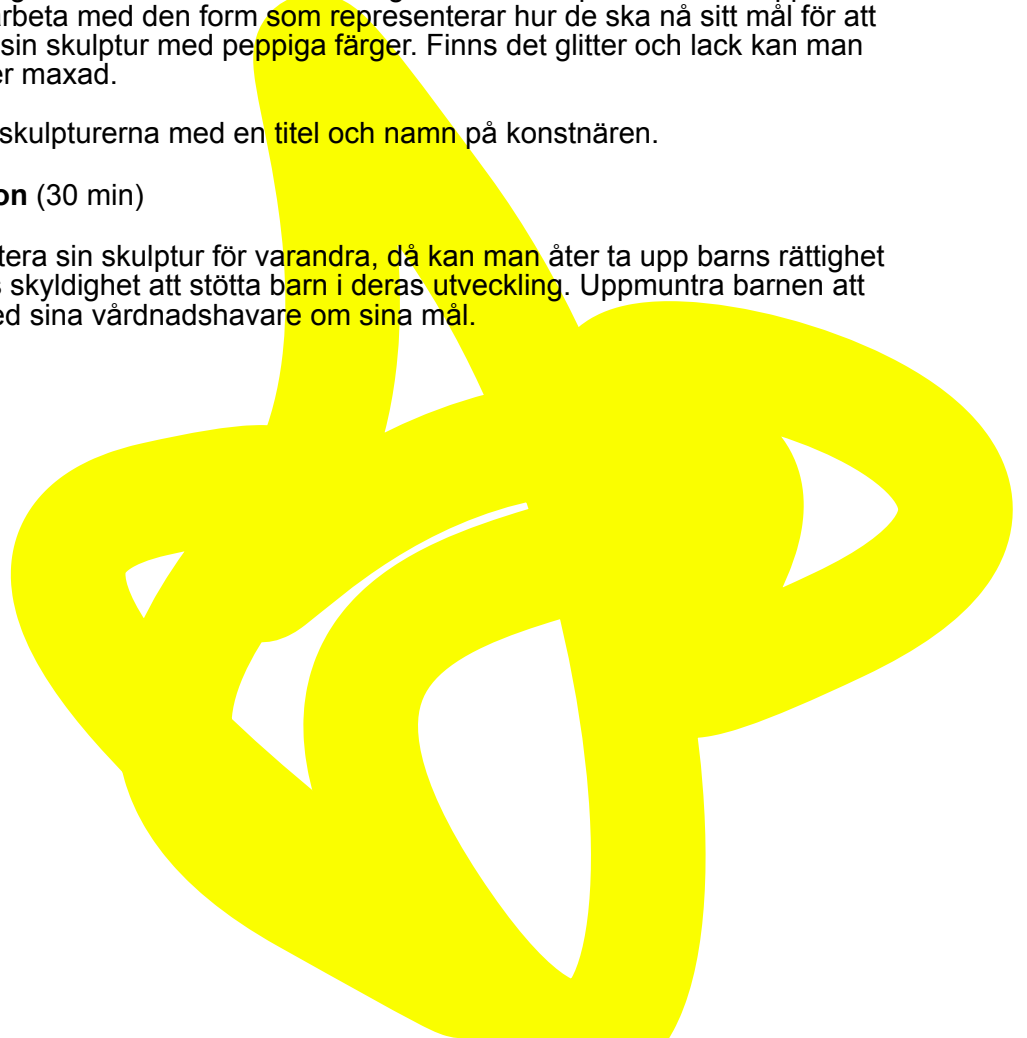 arbeta med den form som representerar hur de ska nå sitt mål för att
sin skulptur med peppiga färger. Finns det glitter och lack kan man
er maxad.
skulpturerna med en titel och namn på konstnären.
on (30 min)
tera sin skulptur för varandra, då kan man åter ta upp barns rättighet
s skyldighet att stötta barn i deras utveckling. Uppmuntra barnen att
ed sina vårdnadshavare om sina mål.